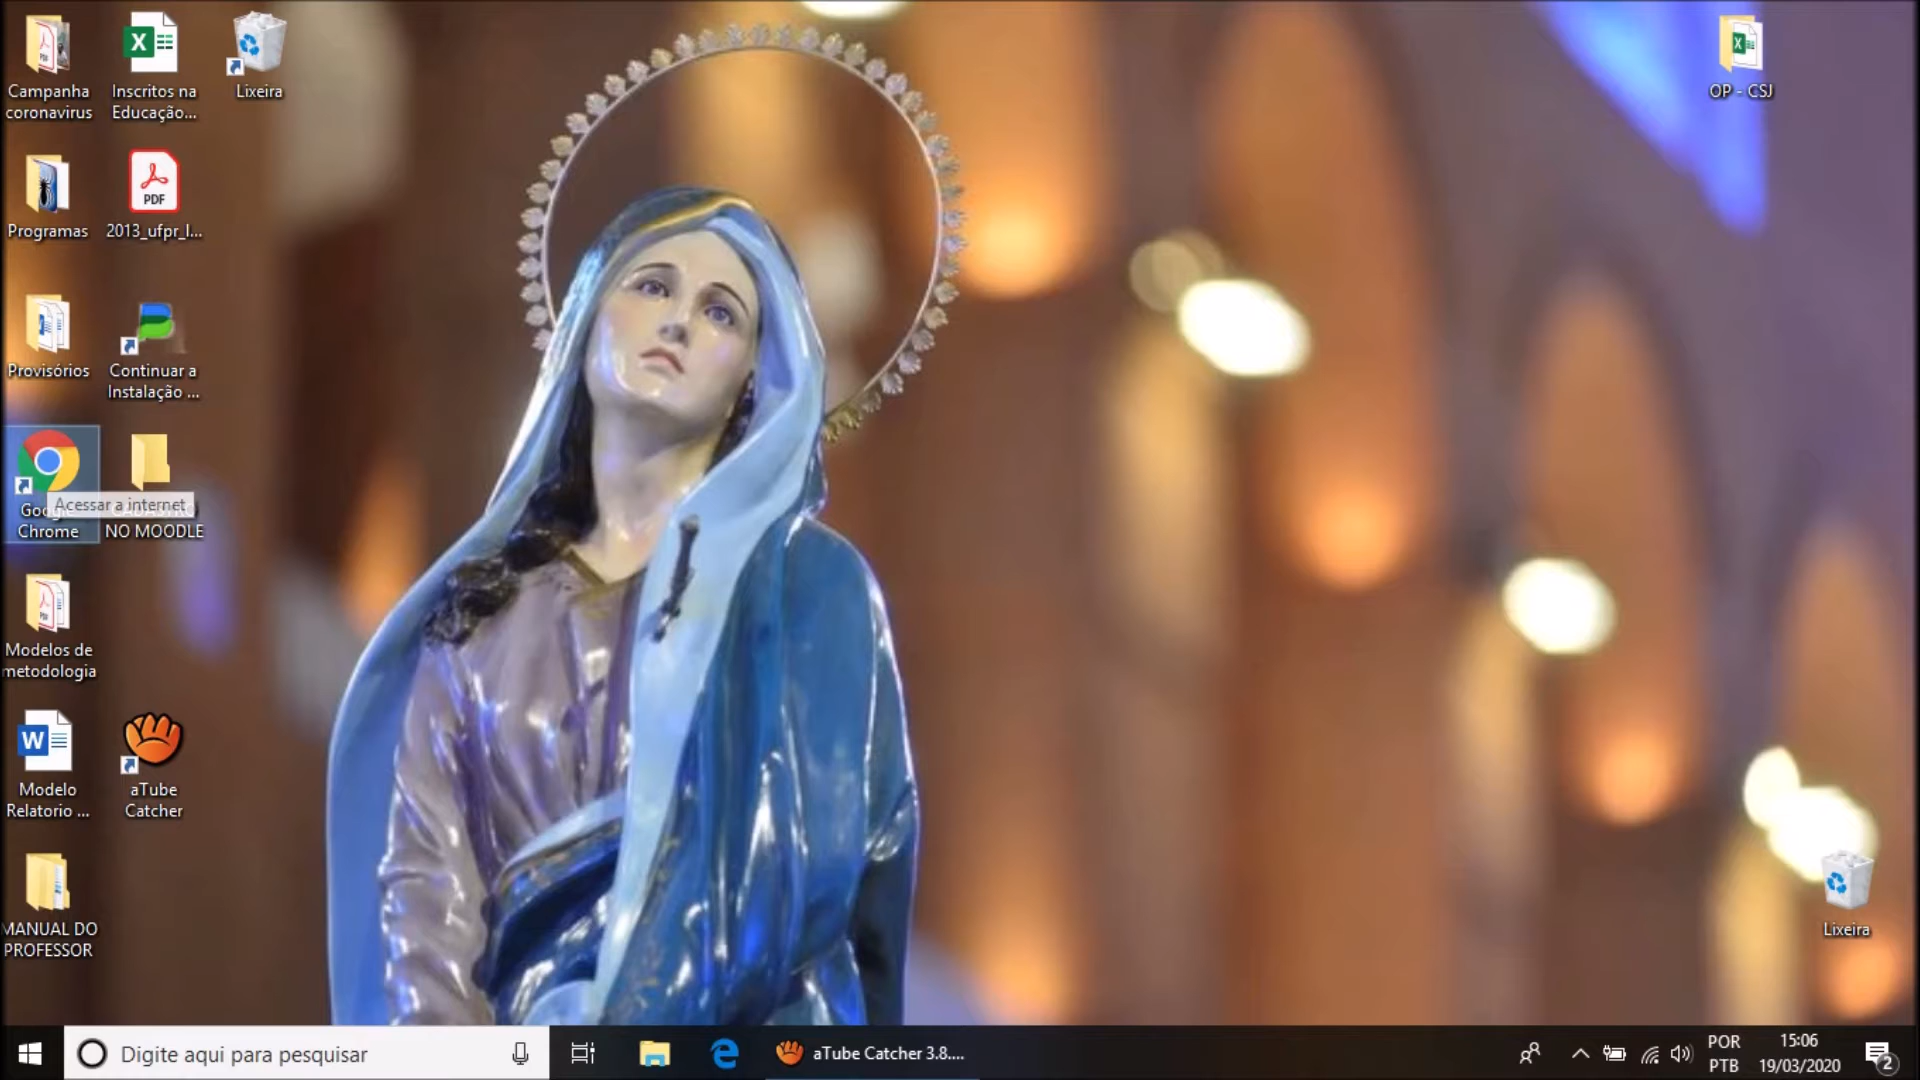 Campanha
coronavirus
Inscritos na
Educação...
Lixeira
OP - CSJ
Programas
PDF
2013_ufpr_l...
Provisórios
Continuar a
Instalação ...
Acessar a internet
Chrome
NO MOODLE
Modelos de
metodologia
Modelo
Relatorio ...
aTube
Catcher
MANUAL DO
PROFESSOR
Lixeira
Digite aqui para pesquisar
aTube Catcher 3.8....
POR
PTB
15:06
19/03/2020
2